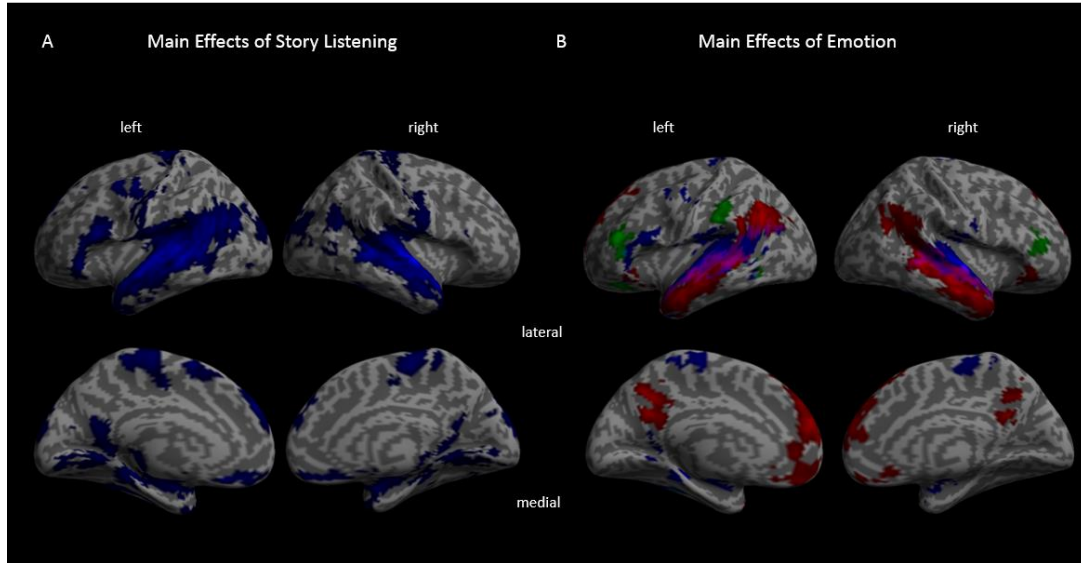 A
Main Effects of Story Listening
B
Main Effects of Emotion
left
right
left
right
lateral
medial